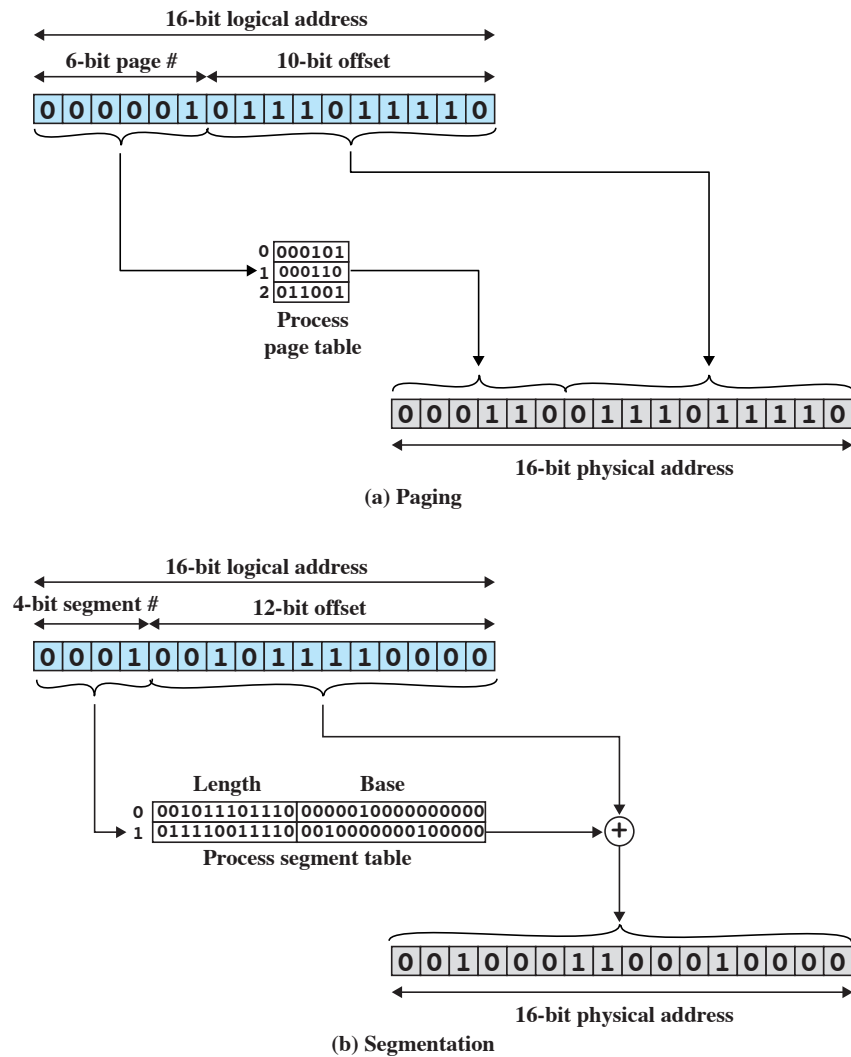 16-bit logical address
6-bit page # 10-bit offset
0 0 0 0 0 1 0 1 1 1 0 1 1 1 1 0
0 000101
1 000110
2 011001
Process
page table
0 0 0 1 1 0 0 1 1 1 0 1 1 1 1 0
16-bit physical address
(a) Paging
16-bit logical address
4-bit segment # 12-bit offset
0 0 0 1 0 0 1 0 1 1 1 1 0 0 0 0
Length Base
0 001011101110 0000010000000000
1 011110011110 0010000000100000
+
Process segment table
0 0 1 0 0 0 1 1 0 0 0 1 0 0 0 0
16-bit physical address
(b) Segmentation